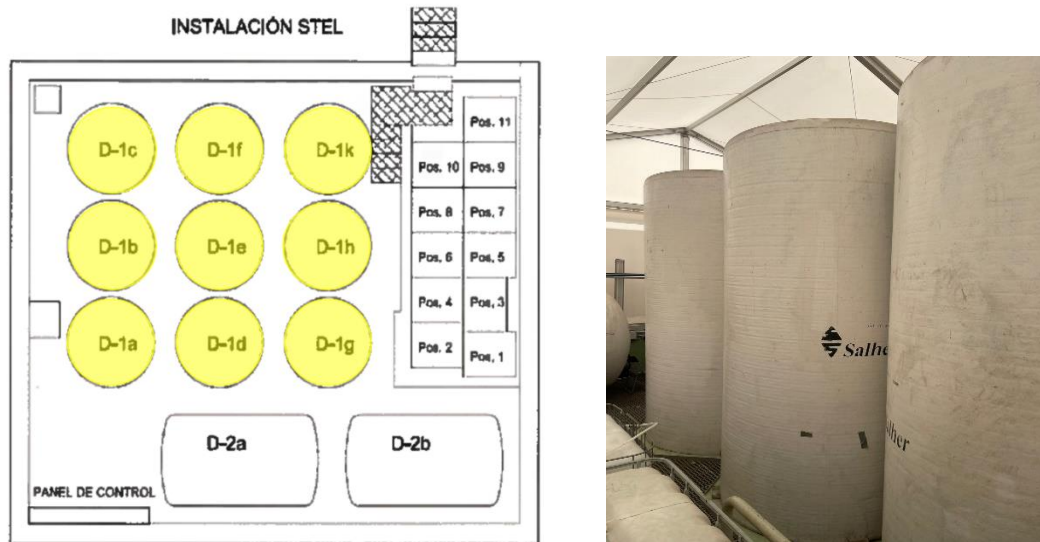 INSTALACIÓN STEL
Pos. 11
D-1c D-1f D-1k
Pos. 10 Pos. 9
Pos. 8 Pos. 7
D-1b D-1e D-1h
Pos. 6 Pos. 5
Pos. 4 Pos. 3
D-1a D-1d D-1g
Pos. 2 Pos. 1
D-2a D-2b
PANEL DE CONTROL
Salher
lher